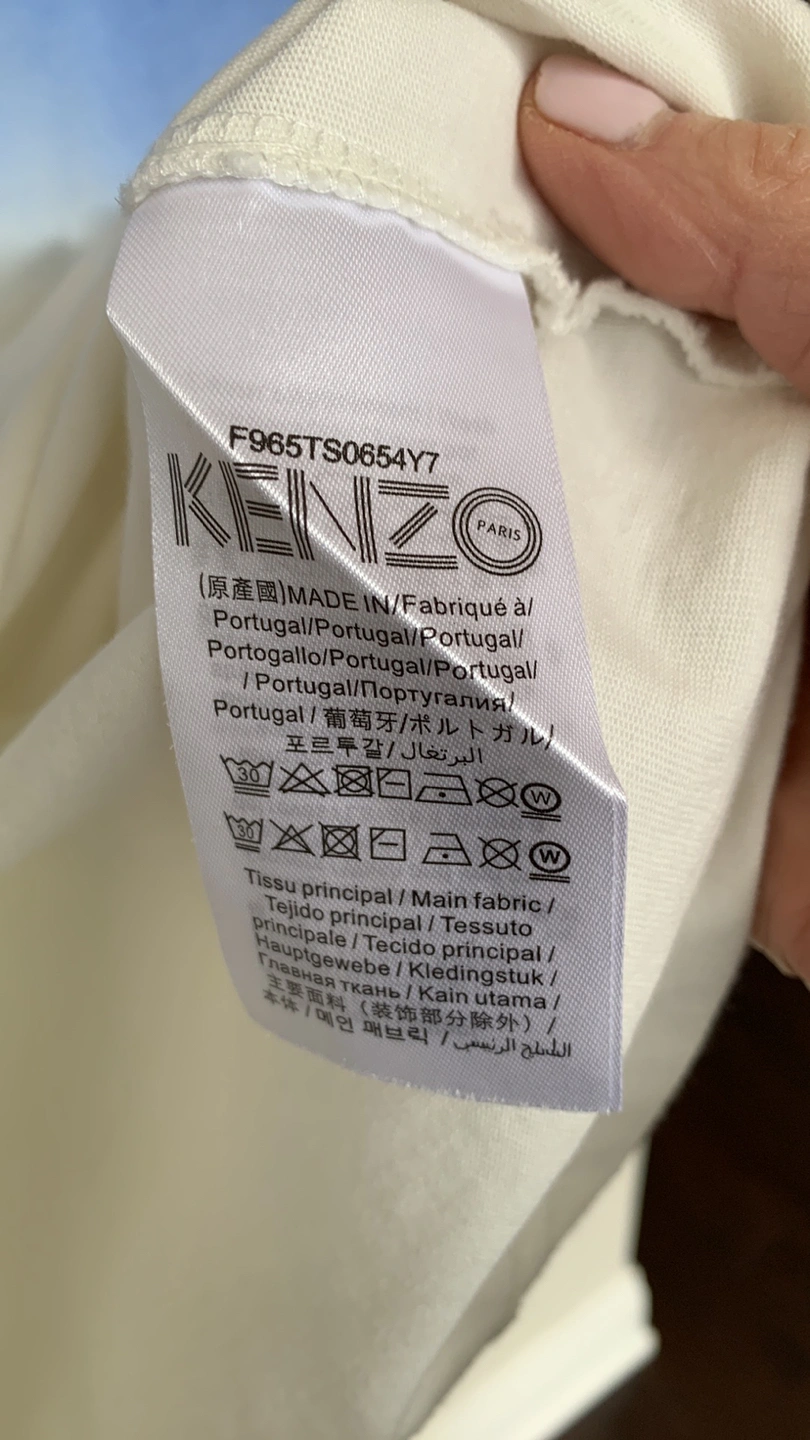 F965TS0654Y7
KENZO
PARIS
(原產國)MADE IN/Fabriqué à/
Portugal/Portugal/Portugal/
Portogallo/Portugal/Portugal/
/ Portugal/Португалия/
Portugal / 葡萄牙/ポルトガル/
포르투갈/البرتغال
30 W
30 W
Tissu principal / Main fabric /
Tejido principal / Tessuto
principale / Tecido principal /
Hauptgewebe / Kledingstuk /
Главная ткань / Kain utama /
主要面料（装饰部分除外）/
本体 / 메인 패브릭 /